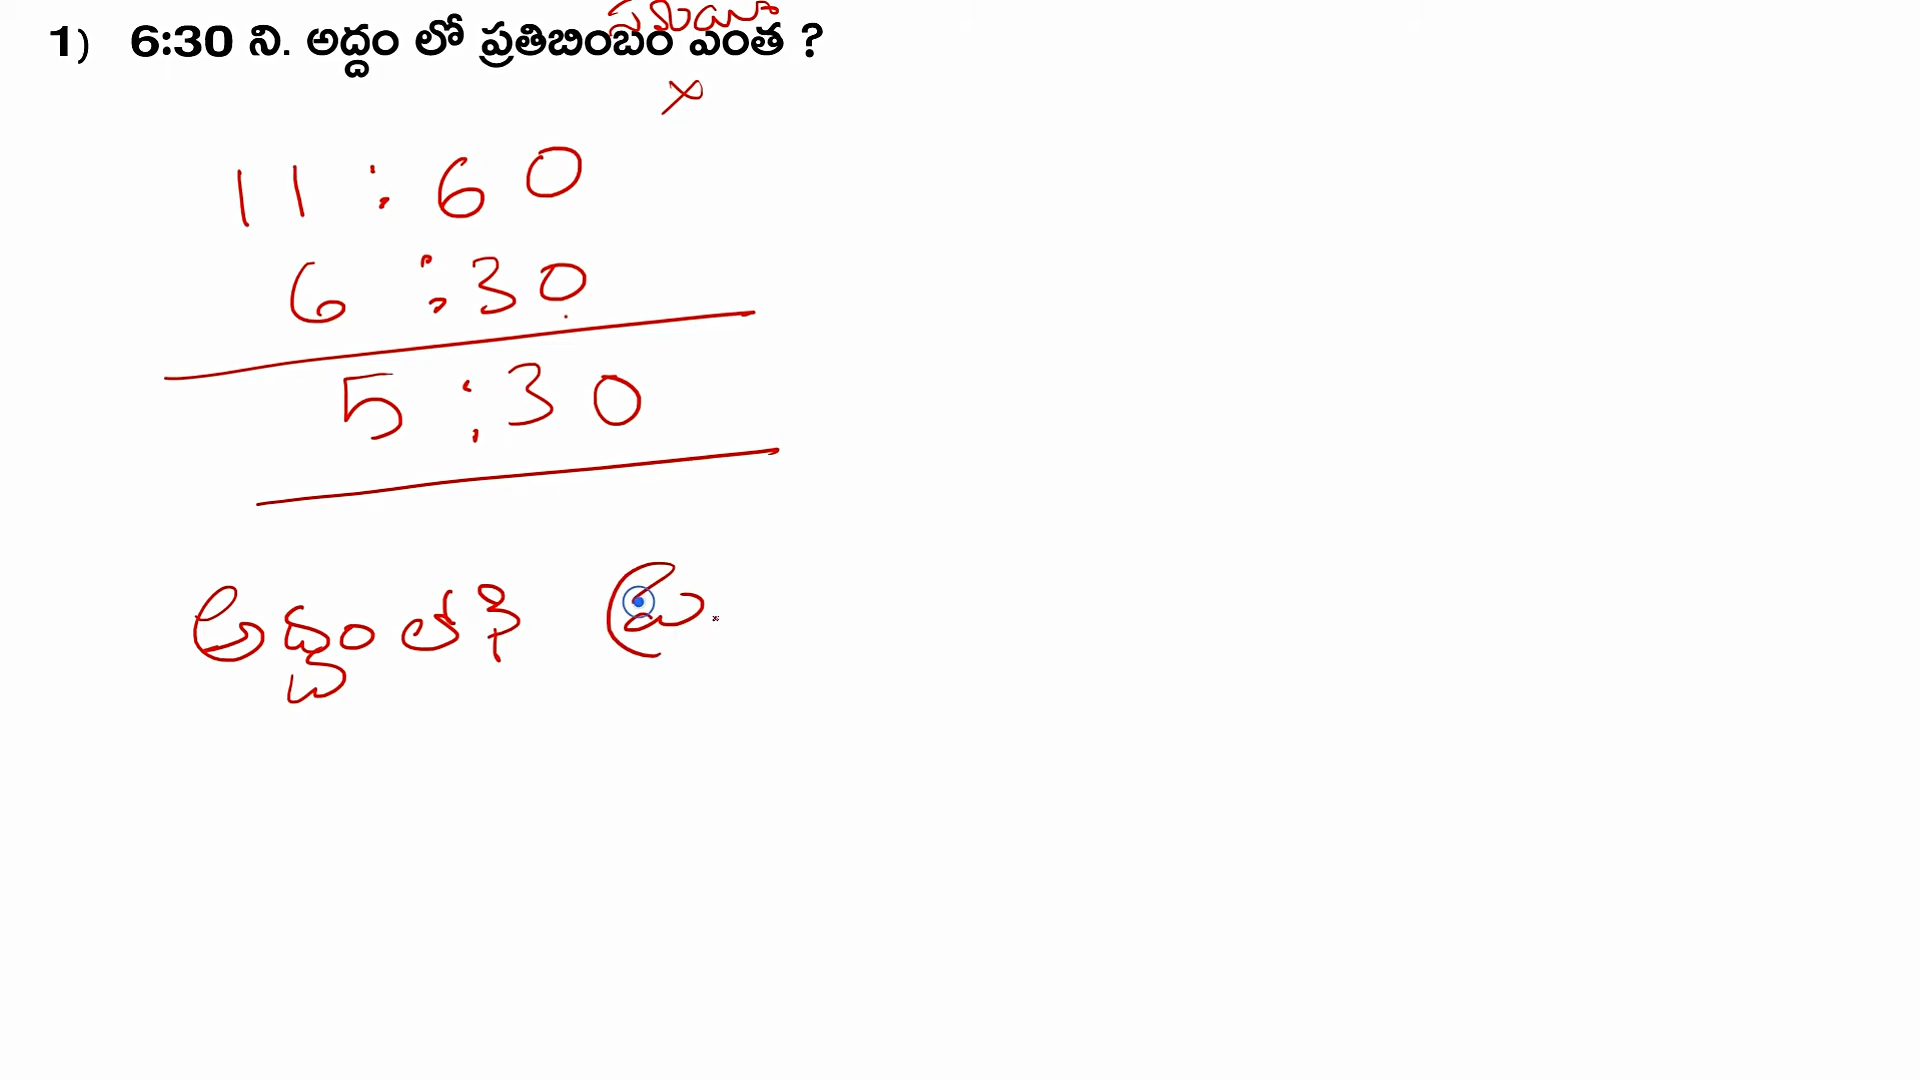 సమయం
1) 6:30 ని. అద్దం లో ప్రతిబింబం ఎంత ?
x
11:60
6:30
5:30
అద్దంలోని